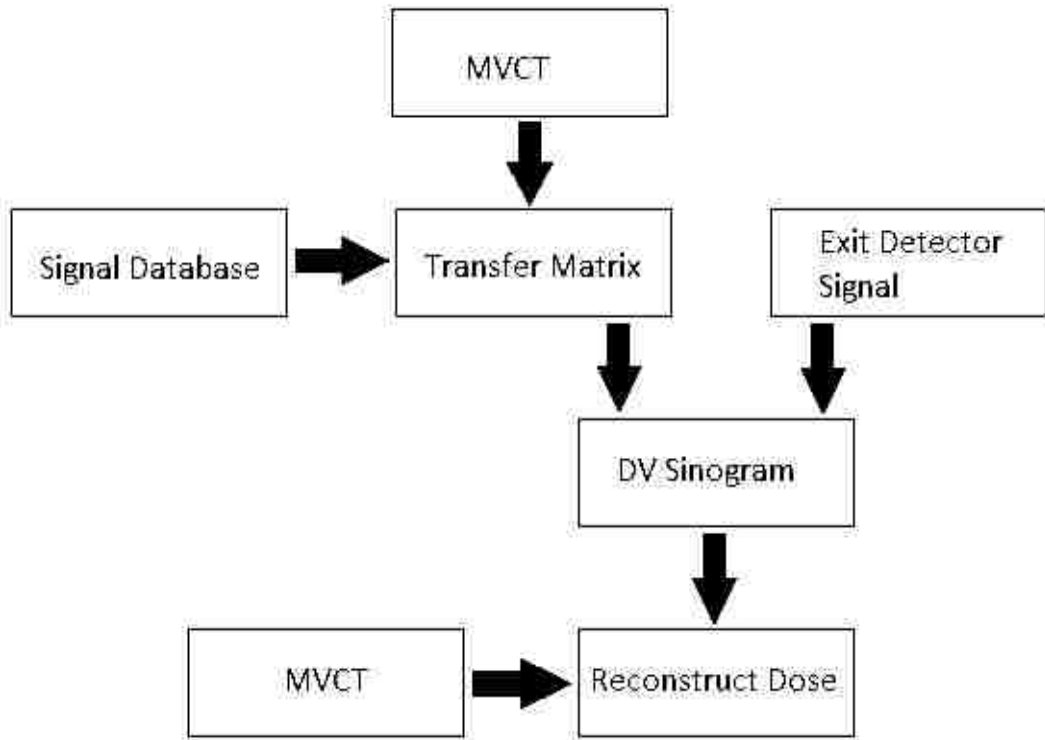 MVCT
Signal Database
Transfer Matrix
Exit Detector
Signal
DV Sinogram
MVCT
Reconstruct Dose